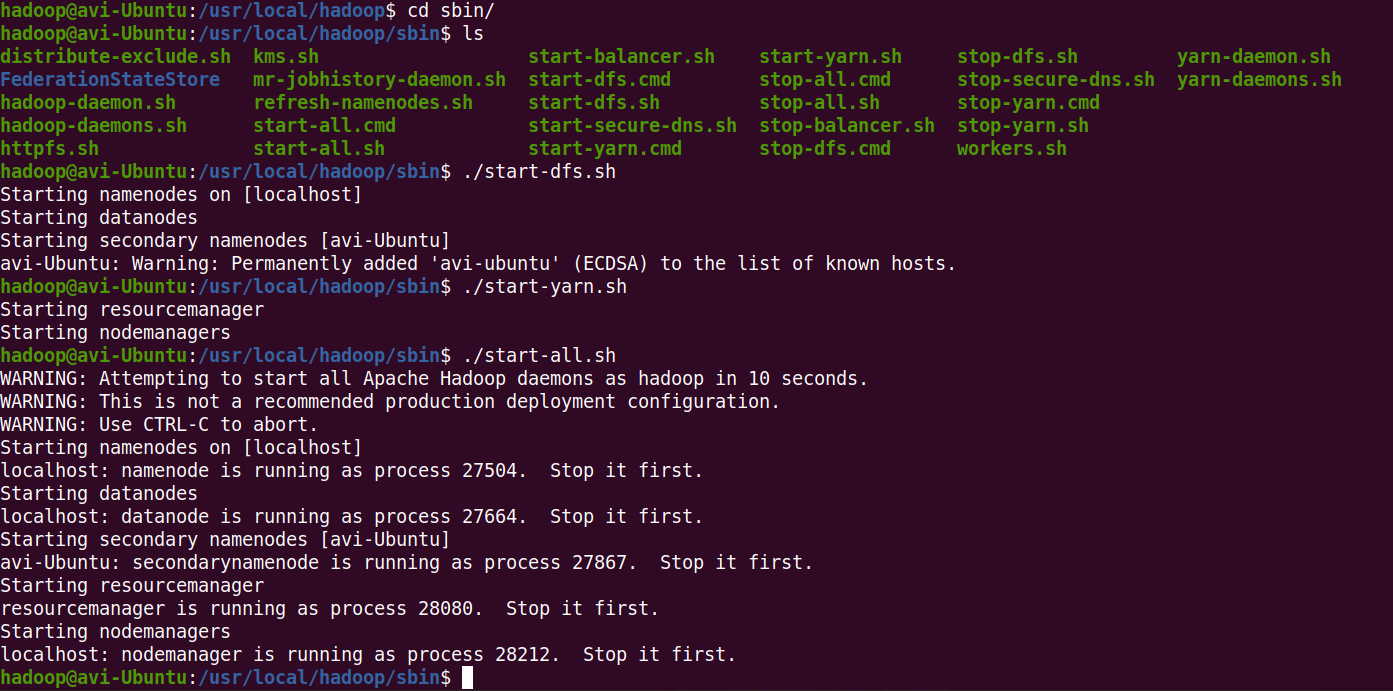 hadoop@avi-Ubuntu:/usr/local/hadoop$ cd sbin/
hadoop@avi-Ubuntu:/usr/local/hadoop/sbin$ ls
distribute-exclude.sh  kms.sh                   start-balancer.sh    start-yarn.sh     stop-dfs.sh         yarn-daemon.sh
FederationStateStore   mr-jobhistory-daemon.sh  start-dfs.cmd        stop-all.cmd      stop-secure-dns.sh  yarn-daemons.sh
hadoop-daemon.sh       refresh-namenodes.sh     start-dfs.sh         stop-all.sh       stop-yarn.cmd
hadoop-daemons.sh      start-all.cmd            start-secure-dns.sh  stop-balancer.sh  stop-yarn.sh
httpfs.sh              start-all.sh             start-yarn.cmd       stop-dfs.cmd      workers.sh
hadoop@avi-Ubuntu:/usr/local/hadoop/sbin$ ./start-dfs.sh
Starting namenodes on [localhost]
Starting datanodes
Starting secondary namenodes [avi-Ubuntu]
avi-Ubuntu: Warning: Permanently added 'avi-ubuntu' (ECDSA) to the list of known hosts.
hadoop@avi-Ubuntu:/usr/local/hadoop/sbin$ ./start-yarn.sh
Starting resourcemanager
Starting nodemanagers
hadoop@avi-Ubuntu:/usr/local/hadoop/sbin$ ./start-all.sh
WARNING: Attempting to start all Apache Hadoop daemons as hadoop in 10 seconds.
WARNING: This is not a recommended production deployment configuration.
WARNING: Use CTRL-C to abort.
Starting namenodes on [localhost]
localhost: namenode is running as process 27504.  Stop it first.
Starting datanodes
localhost: datanode is running as process 27664.  Stop it first.
Starting secondary namenodes [avi-Ubuntu]
avi-Ubuntu: secondarynamenode is running as process 27867.  Stop it first.
Starting resourcemanager
resourcemanager is running as process 28080.  Stop it first.
Starting nodemanagers
localhost: nodemanager is running as process 28212.  Stop it first.
hadoop@avi-Ubuntu:/usr/local/hadoop/sbin$